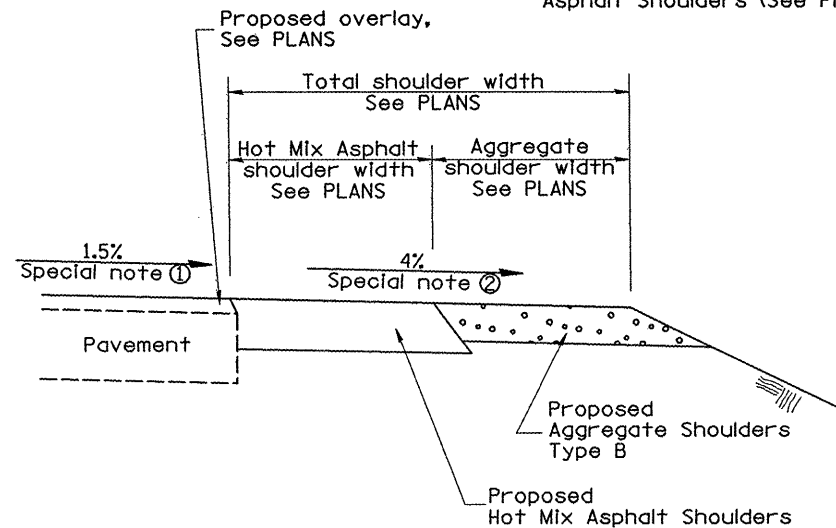 Asphalt Shoulders (See
Proposed overlay,
See PLANS
Total shoulder width
See PLANS
Hot Mix Asphalt
shoulder width
See PLANS
Aggregate
shoulder width
See PLANS
1.5%
Special note ①
4%
Special note ②
Pavement
Proposed
Aggregate Shoulders
Type B
Proposed
Hot Mix Asphalt Shoulders